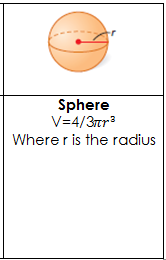 r
Sphere
V=4/3πr³
Where r is the radius